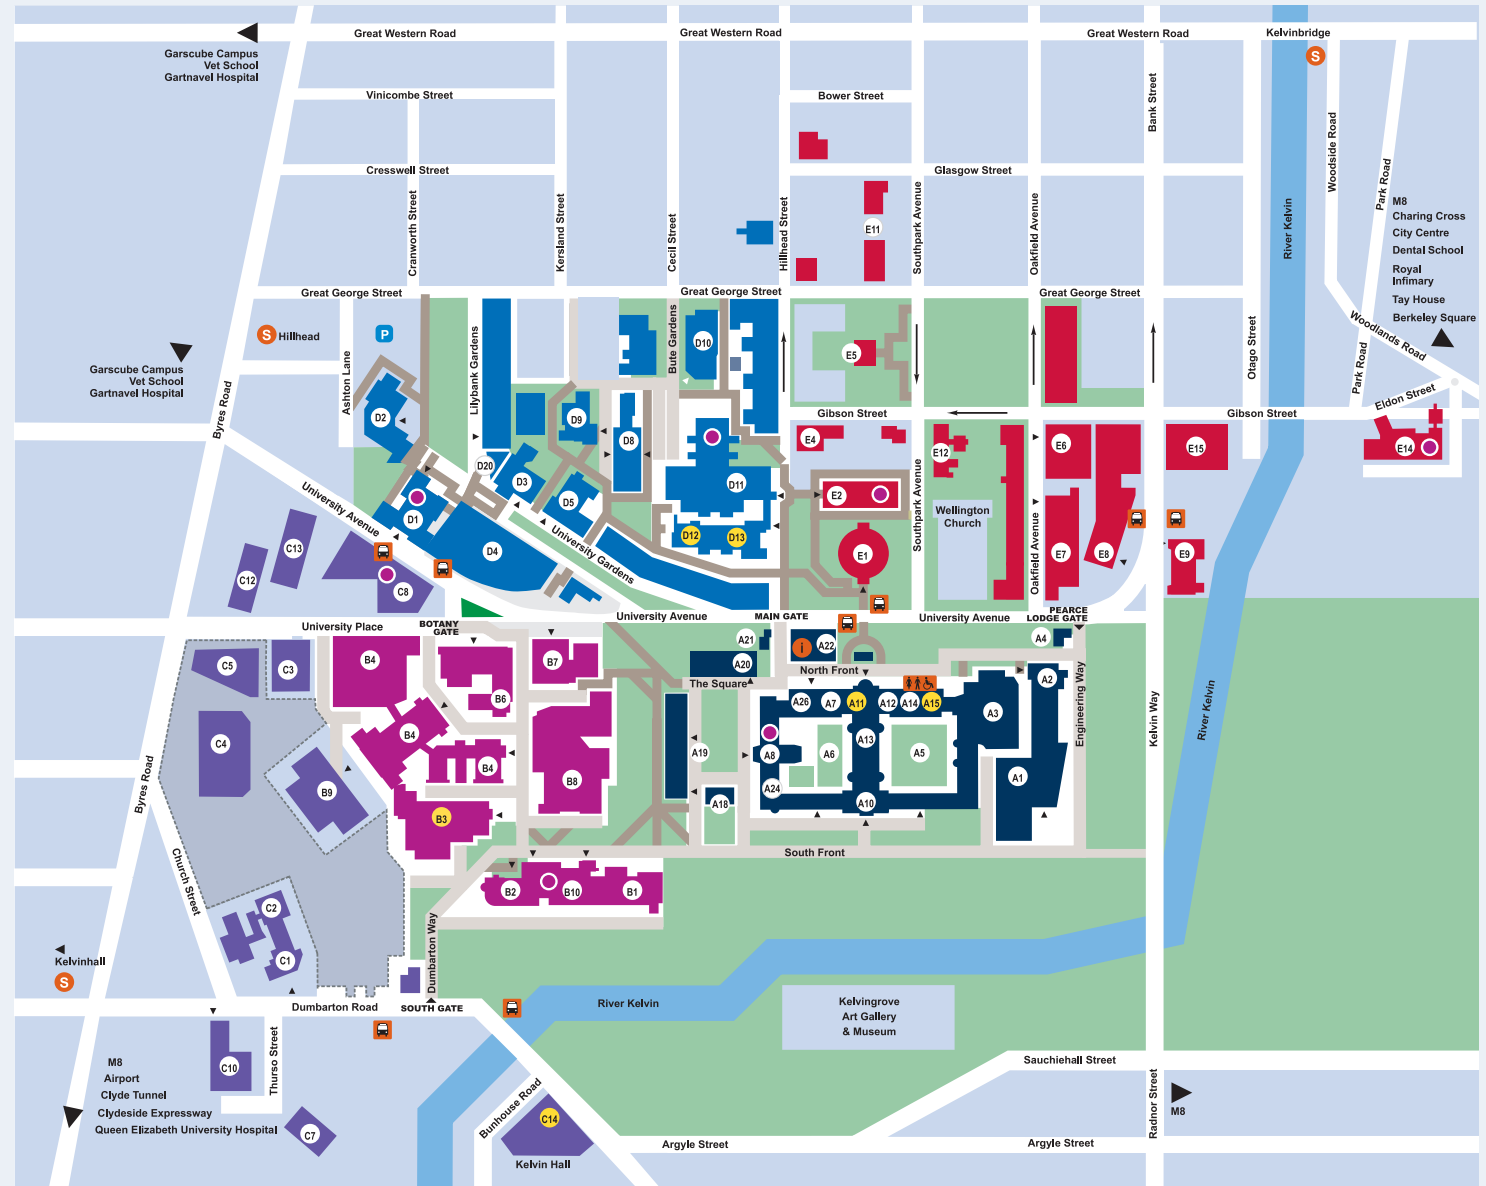 Great Western Road
Great Western Road
Great Western Road
Kelvinbridge
S
Garscube Campus
Vet School
Gartnavel Hospital
Vinicombe Street
Bower Street
Bank Street
Woodside Road
Cresswell Street
Glasgow Street
Park Road
Cranworth Street
Kersland Street
Cecil Street
Hillhead Street
Southpark Avenue
Oakfield Avenue
River Kelvin
E11
M8
Charing Cross
City Centre
Dental School
Royal
Infimary
Tay House
Berkeley Square
Great George Street
Great George Street
Great George Street
S
Hillhead
P
Ashton Lane
Lilybank Gardens
Bute Gardens
D10
E5
Otago Street
Woodlands Road
Park Road
Eldon Street
Garscube Campus
Vet School
Gartnavel Hospital
Byres Road
D2
D9
D8
Gibson Street
Gibson Street
E4
E12
E6
E15
E14
D20
D3
D5
D11
E2
Southpark Avenue
Wellington
Church
Oakfield Avenue
University Avenue
D1
D4
D12
D13
E1
E7
E8
E9
C13
C12
C8
University Gardens
University Avenue
MAIN GATE
University Avenue
PEARCE
LODGE GATE
University Place
BOTANY
GATE
A21
A20
i
A22
A4
North Front
The Square
C5
C3
B4
B7
B6
A26
A7
A11
A12
A14
A15
A3
A2
Engineering Way
Kelvin Way
River Kelvin
C4
B4
B4
B8
A19
A8
A6
A13
A5
A1
Byres Road
B9
B3
A18
A24
A10
South Front
Church Street
B2
B10
B1
C2
C1
Kelvinhall
S
Dumbarton Way
Dumbarton Road
SOUTH GATE
River Kelvin
Kelvingrove
Art Gallery
& Museum
Thurso Street
C10
M8
Airport
Clyde Tunnel
Clydeside Expressway
Queen Elizabeth University Hospital
C7
Bunhouse Road
C14
Kelvin Hall
Sauchiehall Street
Radnor Street
M8
Argyle Street
Argyle Street